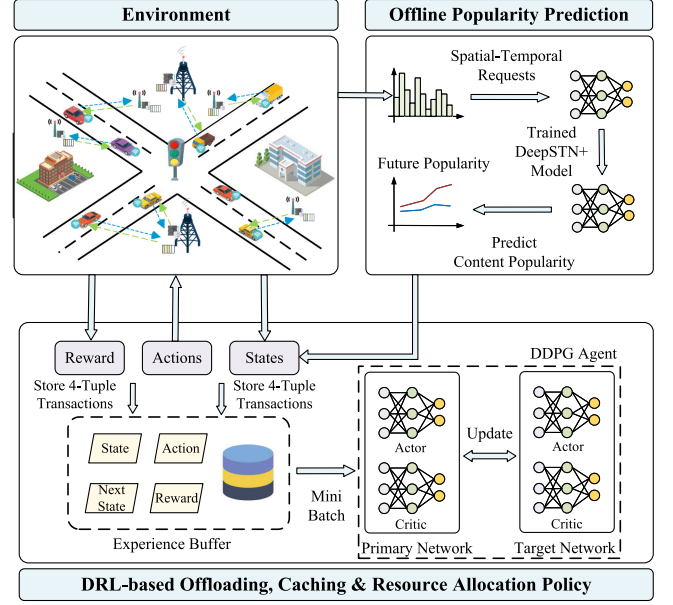 Environment
Offline Popularity Prediction
Spatial-Temporal
Requests
Trained
DeepSTN+
Model
Future Popularity
Predict
Content Popularity
Reward
Actions
States
DDPG Agent
Store 4-Tuple
Transactions
Store 4-Tuple
Transactions
State
Action
Next
State
Reward
Experience Buffer
Mini
Batch
Actor
Critic
Primary Network
Update
Actor
Critic
Target Network
DRL-based Offloading, Caching & Resource Allocation Policy